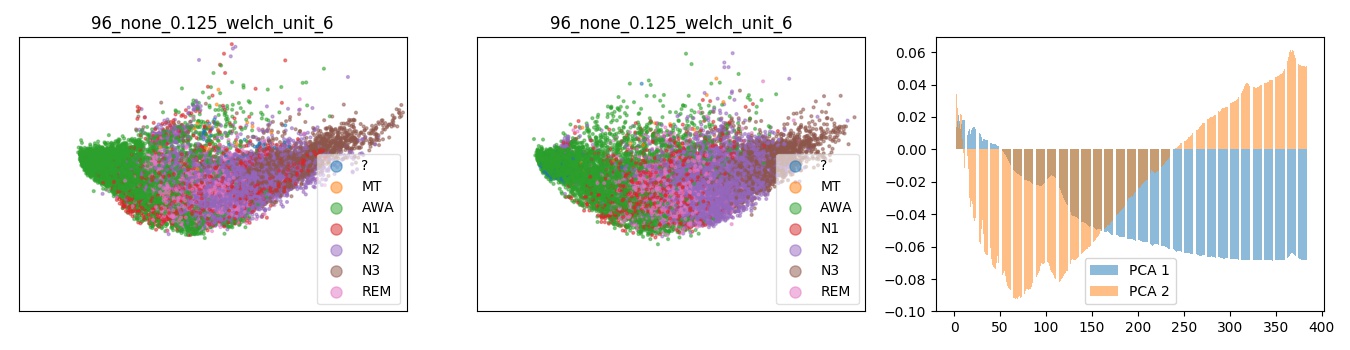 96_none_0.125_welch_unit_6
?
MT
AWA
N1
N2
N3
REM
96_none_0.125_welch_unit_6
?
MT
AWA
N1
N2
N3
REM
0.06
0.04
0.02
0.00
−0.02
−0.04
−0.06
−0.08
−0.10
PCA 1
PCA 2
0 50 100 150 200 250 300 350 400